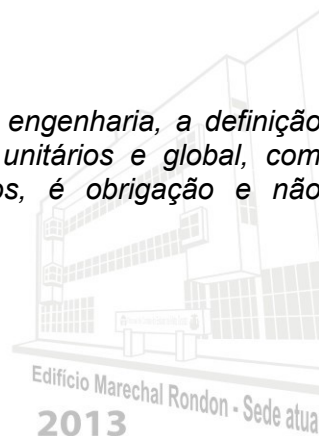 engenharia, a definição
unitários e global, com
os, é obrigação e não
Edifício Marechal Rondon - Sede atua
2013